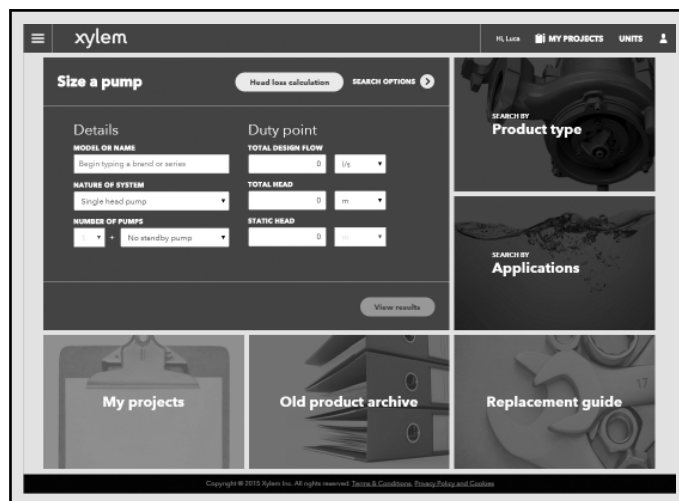 xylem
Hi, Luca MY PROJECTS UNITS
Size a pump
Head loss calculation
SEARCH OPTIONS
Details
MODEL OR NAME
Begin typing a brand or series
NATURE OF SYSTEM
Single head pump
NUMBER OF PUMPS
1 + No standby pump
Duty point
TOTAL DESIGN FLOW
0 l/s
TOTAL HEAD
0 m
STATIC HEAD
0 m
View results
SEARCH BY
Product type
SEARCH BY
Applications
My projects
Old product archive
Replacement guide
17
Copyright © 2015 Xylem Inc. All rights reserved. Terms & Conditions. Privacy Policy and Cookies